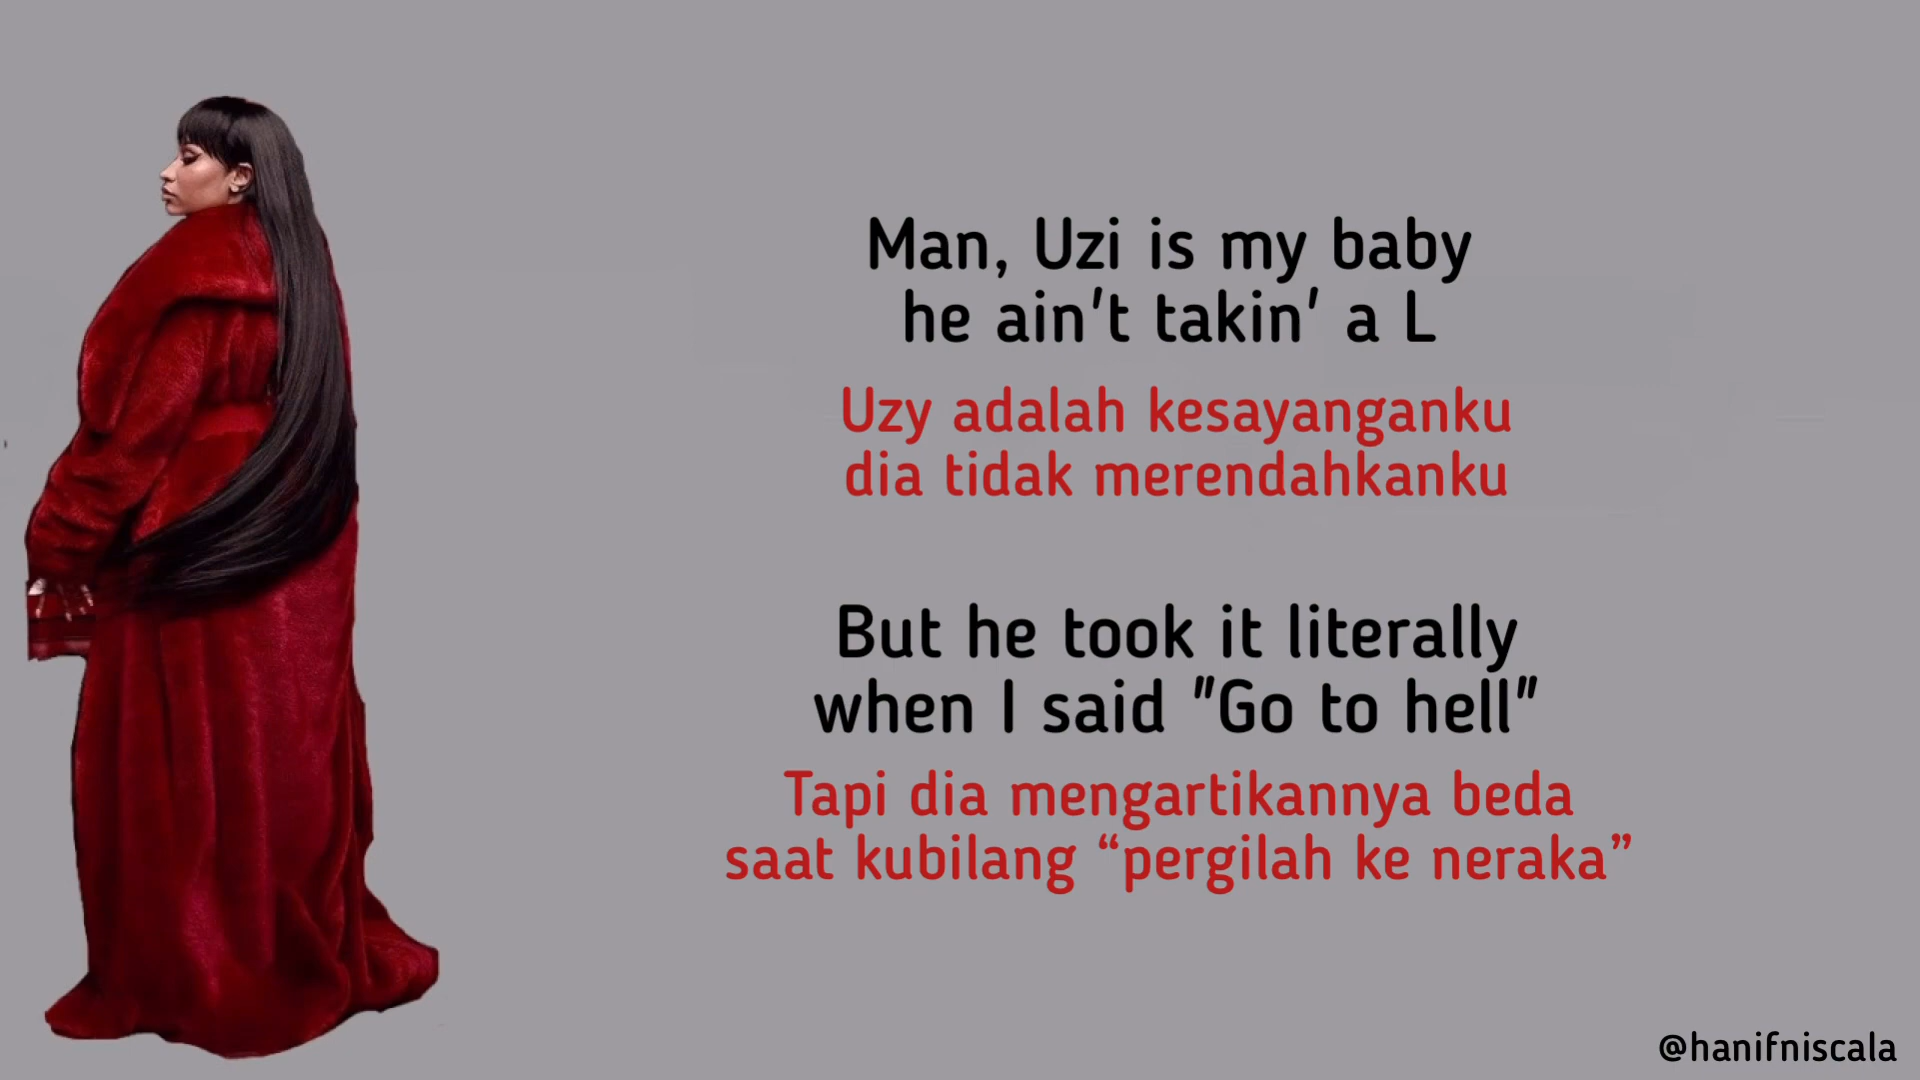 Man, Uzi is my baby
he ain't takin' a L
Uzy adalah kesayanganku
dia tidak merendahkanku
But he took it literally
when I said "Go to hell"
Tapi dia mengartikannya beda
saat kubilang “pergilah ke neraka”
@hanifniscala